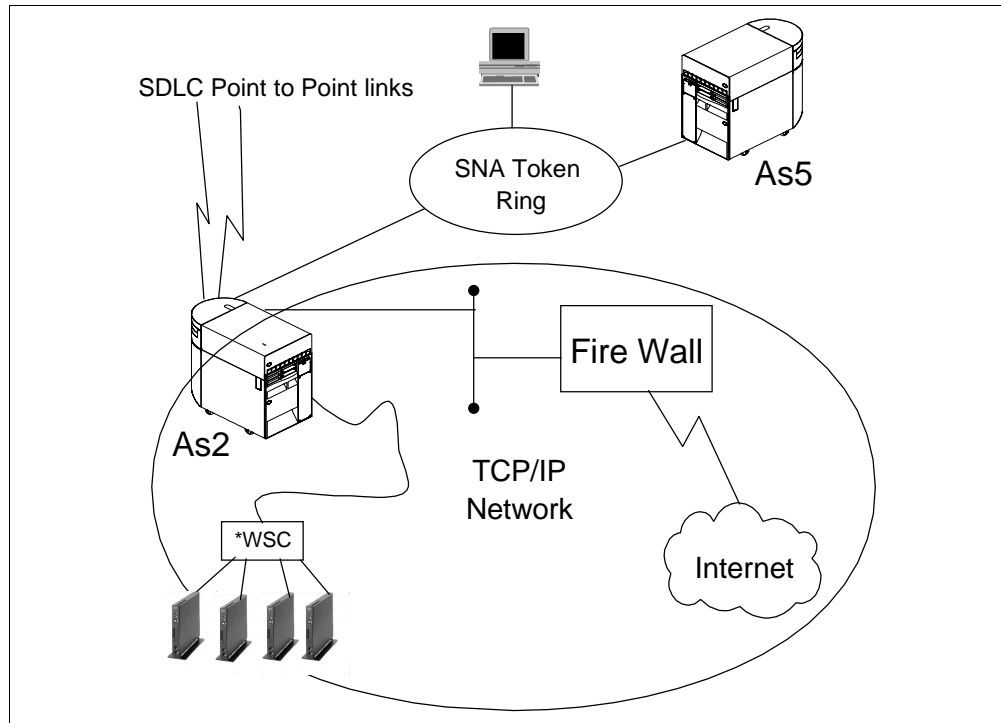 SDLC Point to Point links
SNA Token
Ring
As5
Fire Wall
As2
TCP/IP
Network
*WSC
Internet